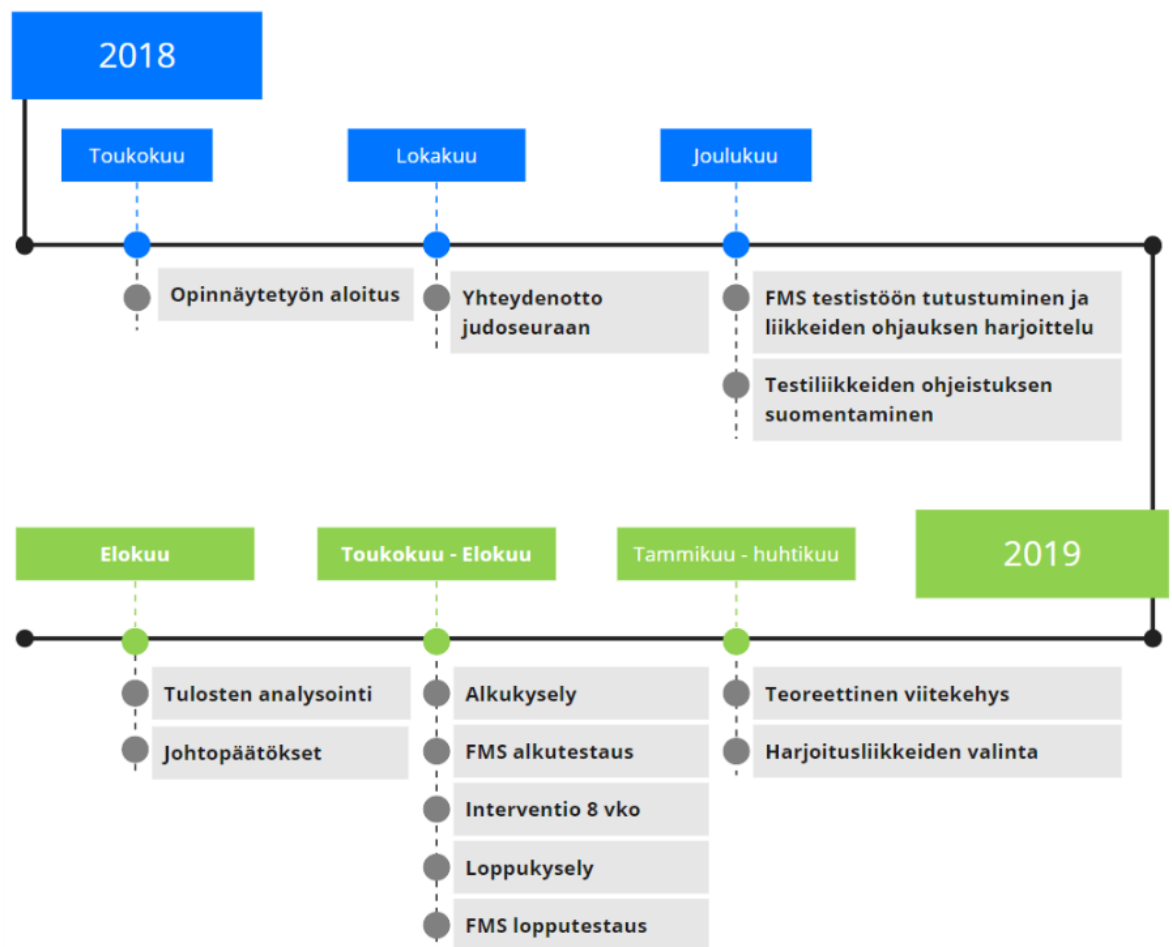 2018
Toukokuu
Lokakuu
Joulukuu
Opinnäytetyön aloitus
Yhteydenotto
judoseuraan
FMS testistöön tutustuminen ja
liikkeiden ohjauksen harjoittelu
Testiliikkeiden ohjeistuksen
suomentaminen
2019
Tammikuu - huhtikuu
Toukokuu - Elokuu
Elokuu
Teoreettinen viitekehys
Harjoitusliikkeiden valinta
Alkukysely
FMS alkutestaus
Interventio 8 vko
Loppukysely
FMS lopputestaus
Tulosten analysointi
Johtopäätökset